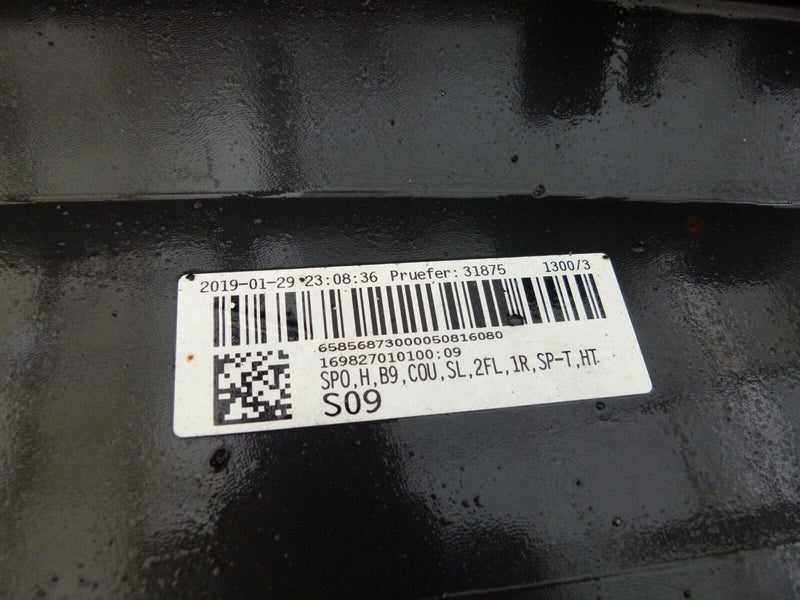 2019-01-29 23:08:36 Pruefer: 31875 1300/3
65856873000050816080
169827010100:09
SPO,H,B9,COU,SL,2FL,1R,SP-T,HT
S09